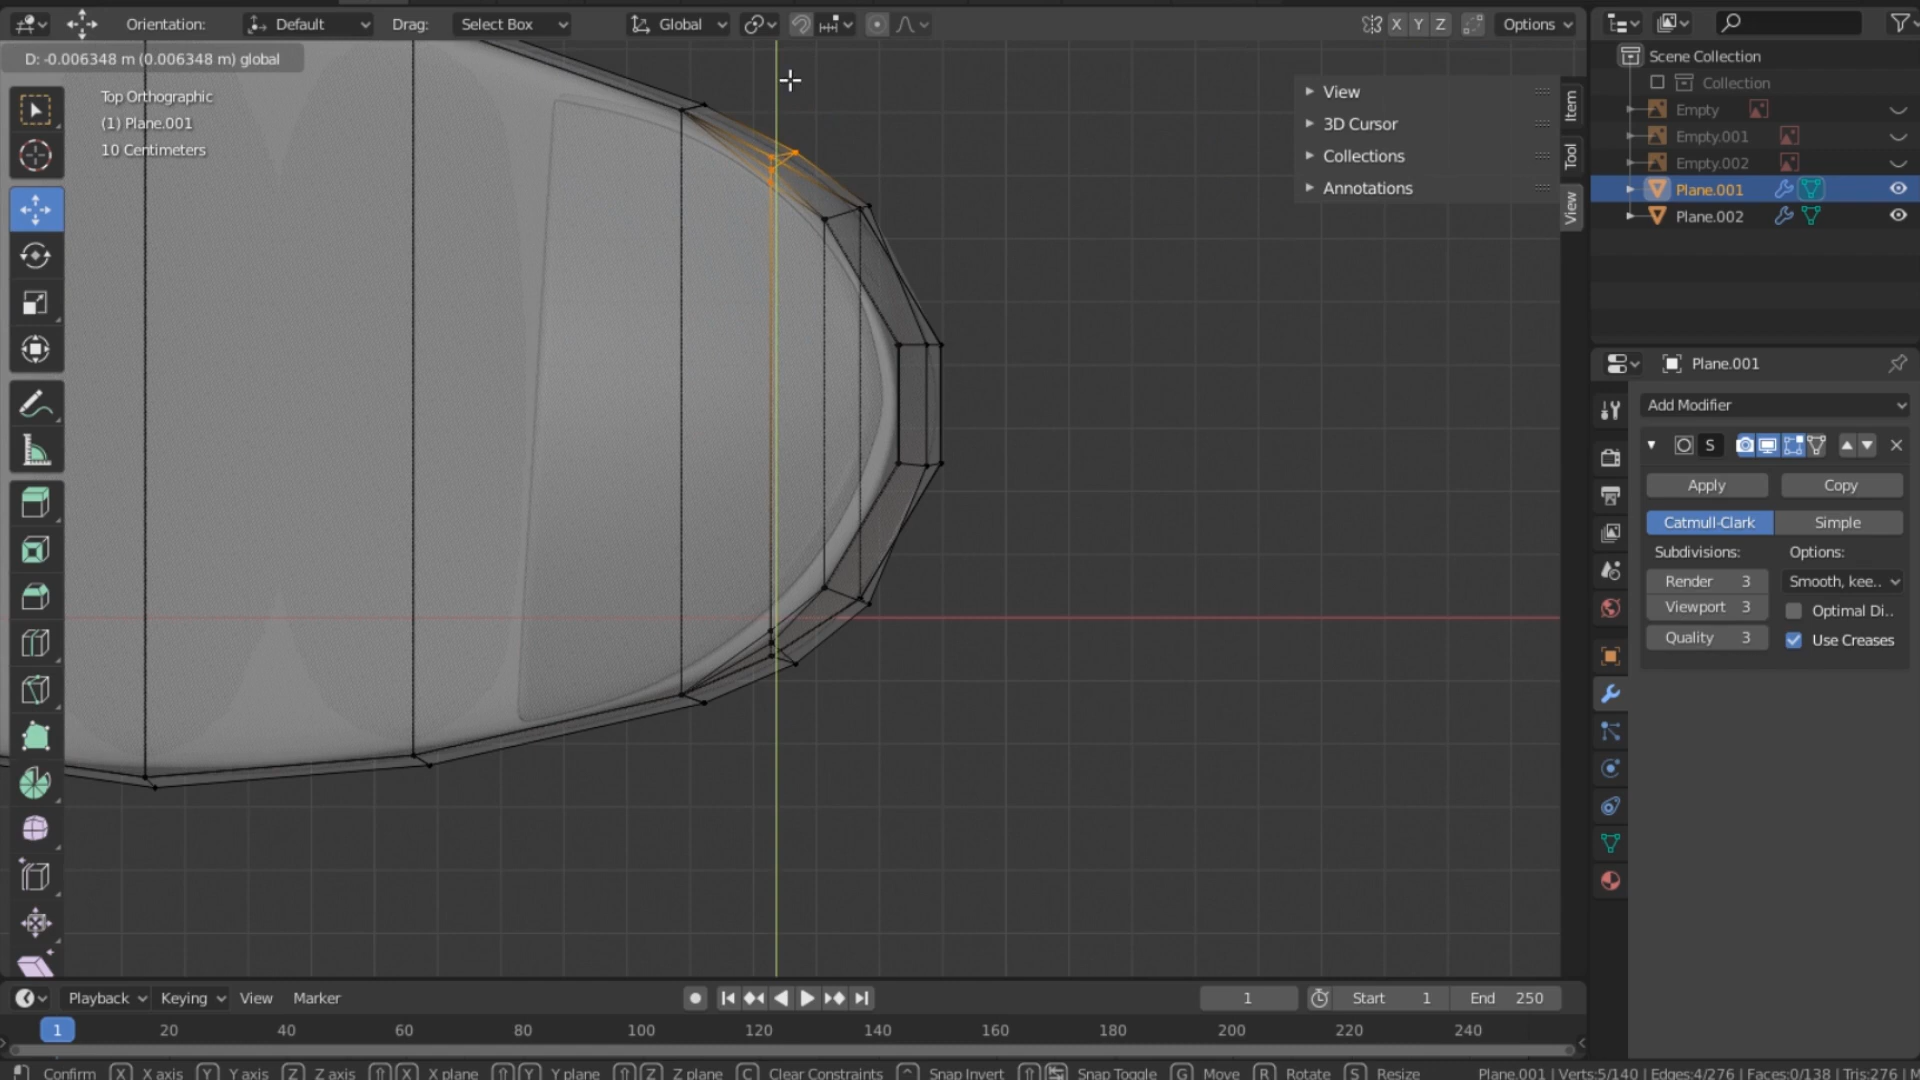 Orientation: Default Drag: Select Box Global X Y Z Options
D: -0.006348 m (0.006348 m) global
Top Orthographic
(1) Plane.001
10 Centimeters
View
3D Cursor
Collections
Annotations
Item
Tool
View
Scene Collection
Collection
Empty
Empty.001
Empty.002
Plane.001
Plane.002
Plane.001
Add Modifier
S
Apply Copy
Catmull-Clark Simple
Subdivisions: Options:
Render 3 Smooth, kee..
Viewport 3 Optimal Di..
Quality 3 Use Creases
Playback Keying View Marker 1 Start 1 End 250
1 20 40 60 80 100 120 140 160 180 200 220 240
Confirm X X axis Y Y axis Z Z axis X X plane Y Y plane Z Z plane C Clear Constraints Snap Invert Snap Toggle G Move R Rotate S Resize Plane.001 | Verts:5/140 | Edges:4/276 | Faces:0/138 | Tris:276 | M